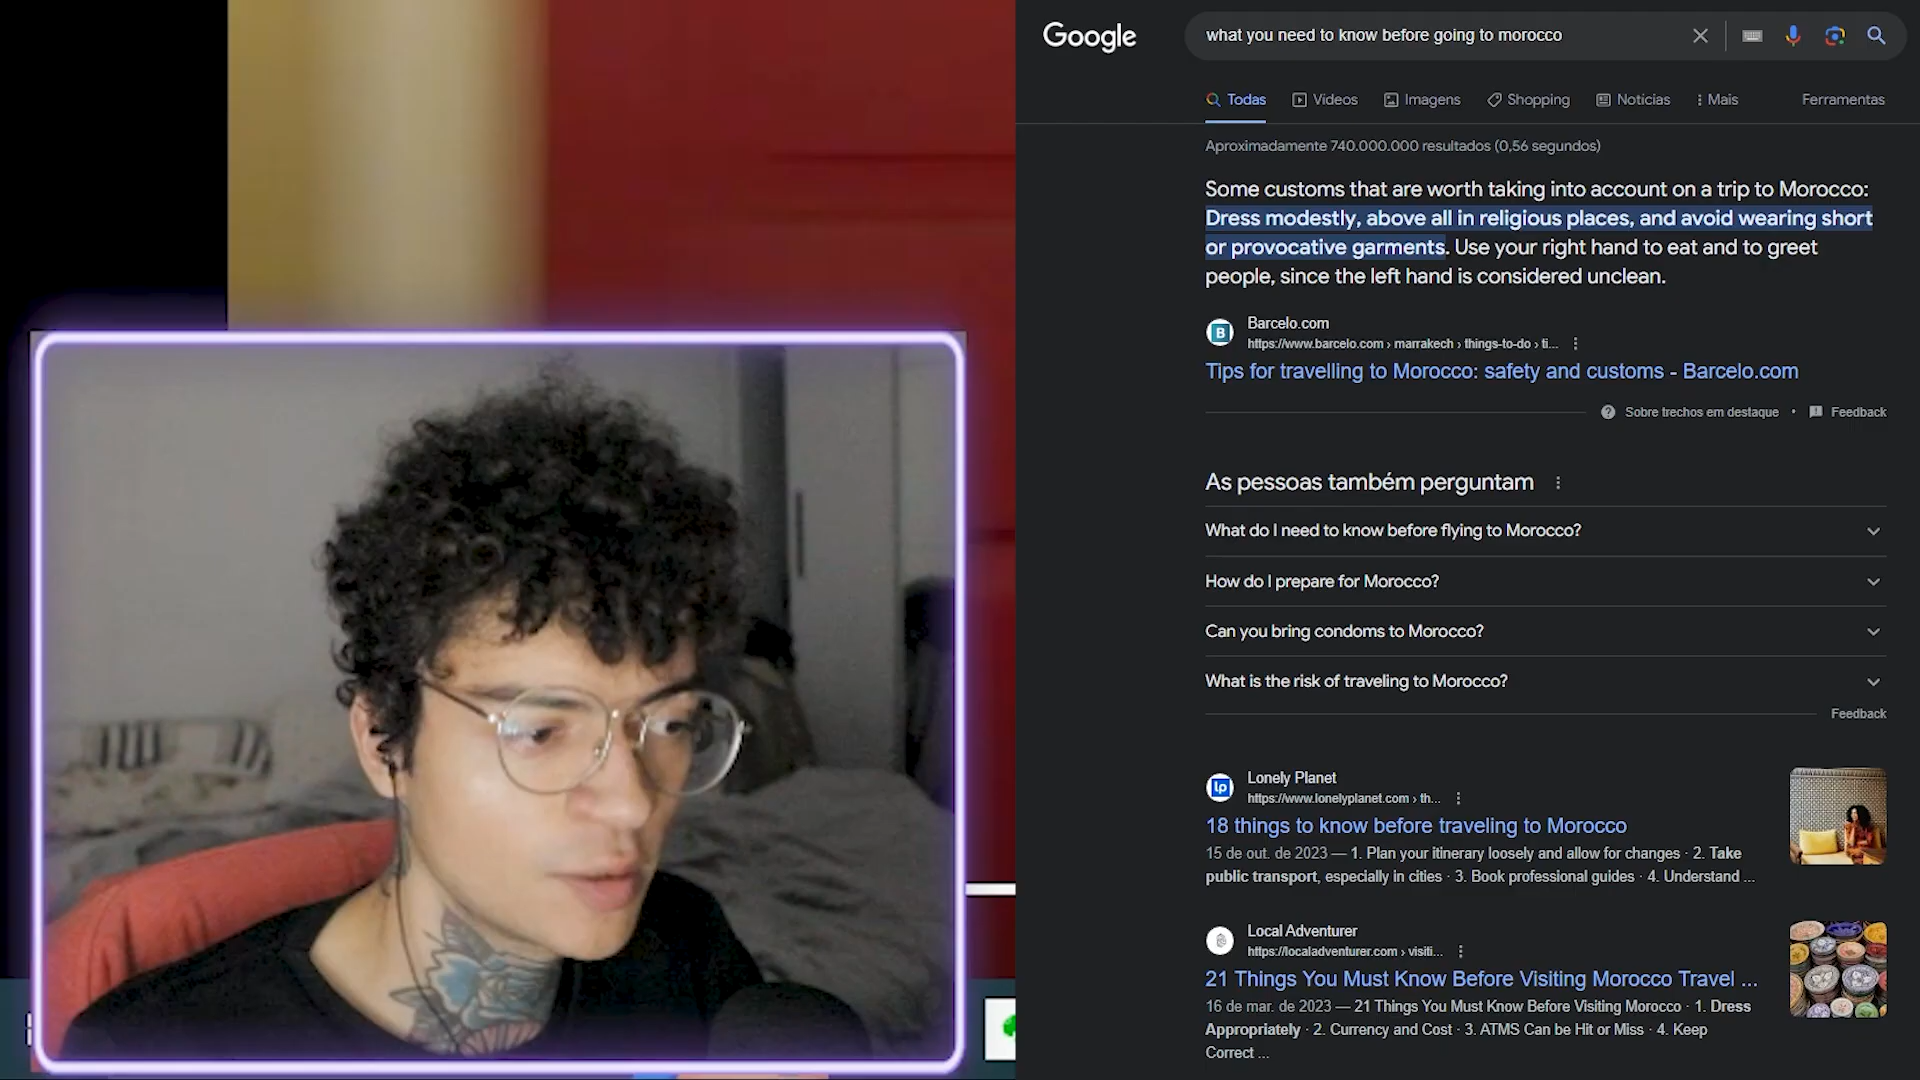 Google
what you need to know before going to morocco
Todas
Vídeos
Imagens
Shopping
Notícias
Mais
Ferramentas
Aproximadamente 740.000.000 resultados (0,56 segundos)
Some customs that are worth taking into account on a trip to Morocco:
Dress modestly, above all in religious places, and avoid wearing short
or provocative garments. Use your right hand to eat and to greet
people, since the left hand is considered unclean.
B
Barcelo.com
https://www.barcelo.com › marrakech › things-to-do › ti...
Tips for travelling to Morocco: safety and customs - Barcelo.com
Sobre trechos em destaque • Feedback
As pessoas também perguntam
What do I need to know before flying to Morocco?
How do I prepare for Morocco?
Can you bring condoms to Morocco?
What is the risk of traveling to Morocco?
Feedback
lp
Lonely Planet
https://www.lonelyplanet.com › th...
18 things to know before traveling to Morocco
15 de out. de 2023 — 1. Plan your itinerary loosely and allow for changes · 2. Take
public transport, especially in cities · 3. Book professional guides · 4. Understand ...
Local Adventurer
https://localadventurer.com › visiti...
21 Things You Must Know Before Visiting Morocco Travel ...
16 de mar. de 2023 — 21 Things You Must Know Before Visiting Morocco · 1. Dress
Appropriately · 2. Currency and Cost · 3. ATMS Can be Hit or Miss · 4. Keep
Correct ...